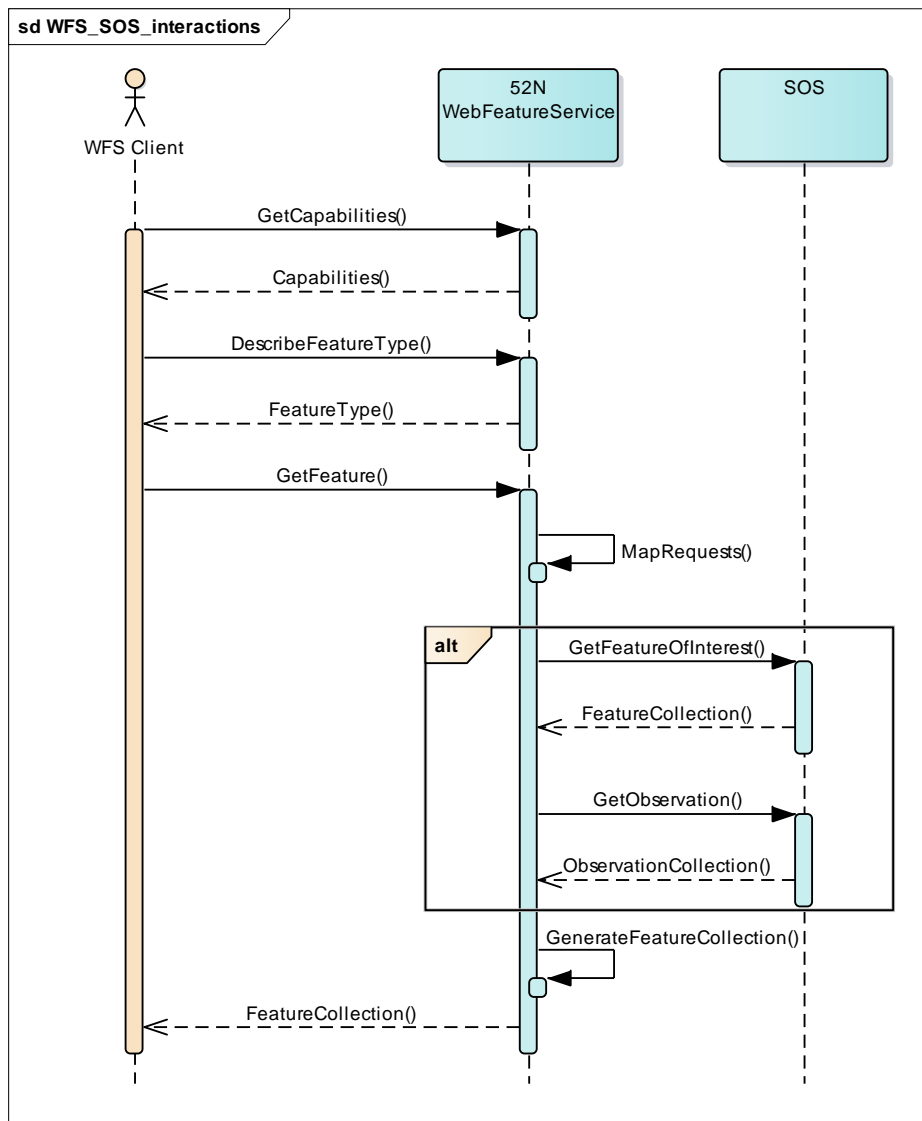 sd WFS_SOS_interactions
WFS Client
52N
WebFeatureService
SOS
GetCapabilities()
Capabilities()
DescribeFeatureType()
FeatureType()
GetFeature()
MapRequests()
alt
GetFeatureOfInterest()
FeatureCollection()
GetObservation()
ObservationCollection()
GenerateFeatureCollection()
FeatureCollection()